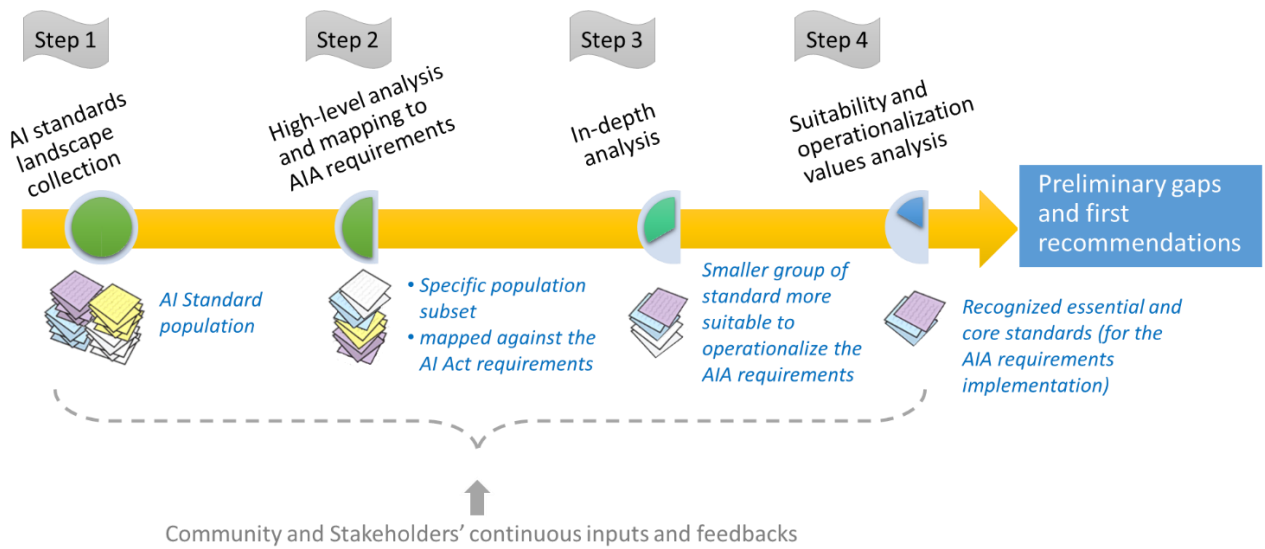 Step 1
Step 2
Step 3
Step 4
AI standards
landscape
collection
High-level analysis
and mapping to
AIA requirements
In-depth
analysis
Suitability and
operationalization
values analysis
Preliminary gaps
and first
recommendations
AI Standard
population
• Specific population
subset
• mapped against the
AI Act requirements
Smaller group of
standard more
suitable to
operationalize the
AIA requirements
Recognized essential and
core standards (for the
AIA requirements
implementation)
Community and Stakeholders' continuous inputs and feedbacks